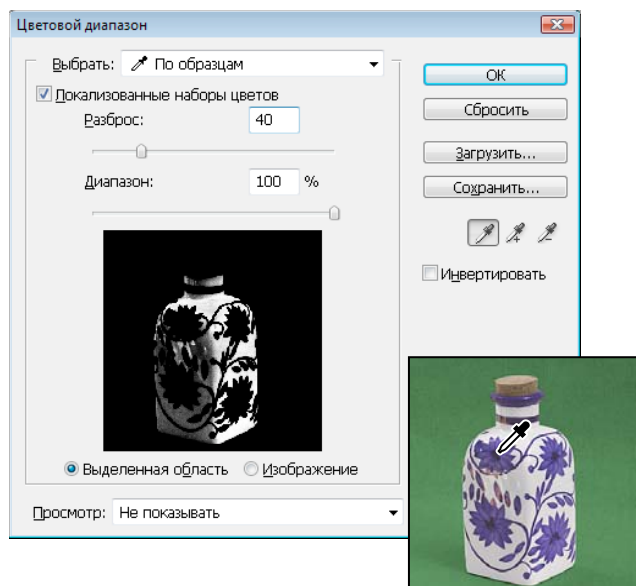 Цветовой диапазон
Выбрать: По образцам
Локализованные наборы цветов
Разброс: 40
Диапазон: 100 %
Выделенная область Изображение
Просмотр: Не показывать
OK
Сбросить
Загрузить...
Сохранить...
Инвертировать